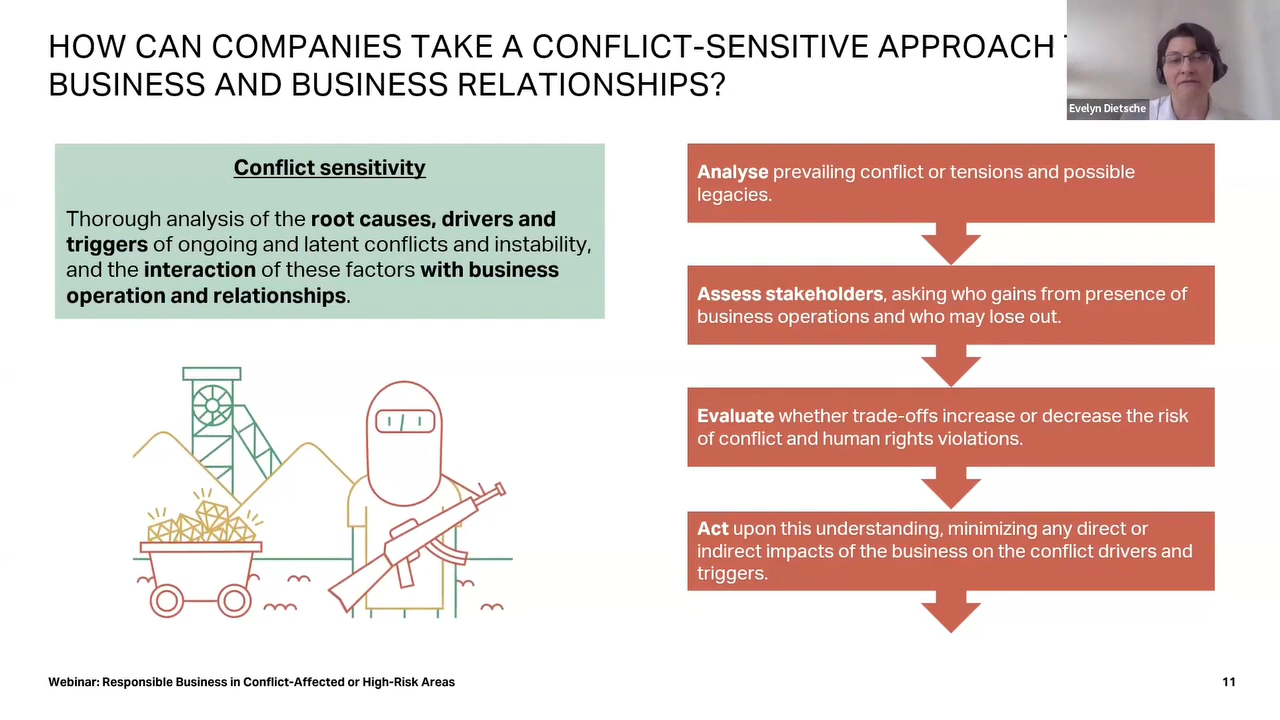 HOW CAN COMPANIES TAKE A CONFLICT-SENSITIVE APPROACH
BUSINESS AND BUSINESS RELATIONSHIPS?
Evelyn Dietsche
Conflict sensitivity
Thorough analysis of the root causes, drivers and
triggers of ongoing and latent conflicts and instability,
and the interaction of these factors with business
operation and relationships.
Analyse prevailing conflict or tensions and possible
legacies.
Assess stakeholders, asking who gains from presence of
business operations and who may lose out.
Evaluate whether trade-offs increase or decrease the risk
of conflict and human rights violations.
Act upon this understanding, minimizing any direct or
indirect impacts of the business on the conflict drivers and
triggers.
Webinar: Responsible Business in Conflict-Affected or High-Risk Areas
11